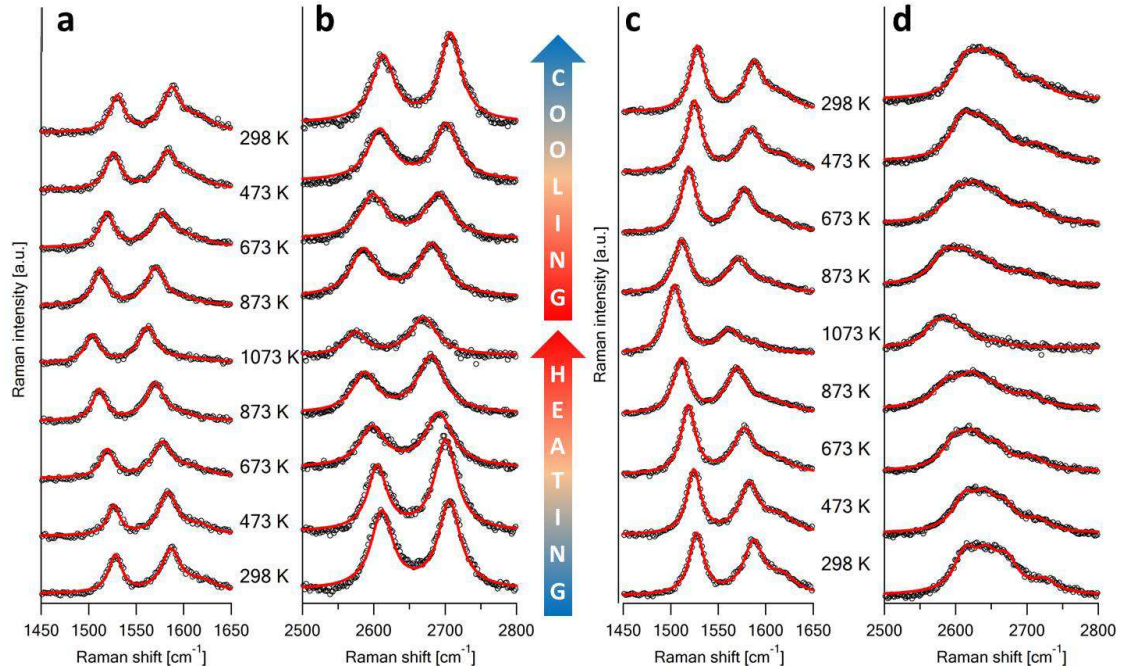 a
b
c
d
Raman intensity [a.u.]
298 K
473 K
673 K
873 K
1073 K
873 K
673 K
473 K
298 K
1450 1500 1550 1600 1650
Raman shift [cm-1]
2500 2600 2700 2800
Raman shift [cm-1]
COOLING
HEATING
Raman intensity [a.u.]
298 K
473 K
673 K
873 K
1073 K
873 K
673 K
473 K
298 K
1450 1500 1550 1600 1650
Raman shift [cm-1]
2500 2600 2700 2800
Raman shift [cm-1]